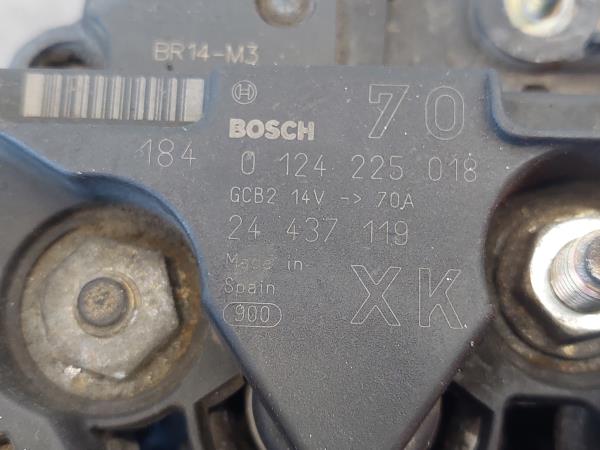 BR14-M3
BOSCH 70
184 0 124 225 018
GCB2 14V -> 70A
24 437 119
Made in
Spain XK
900